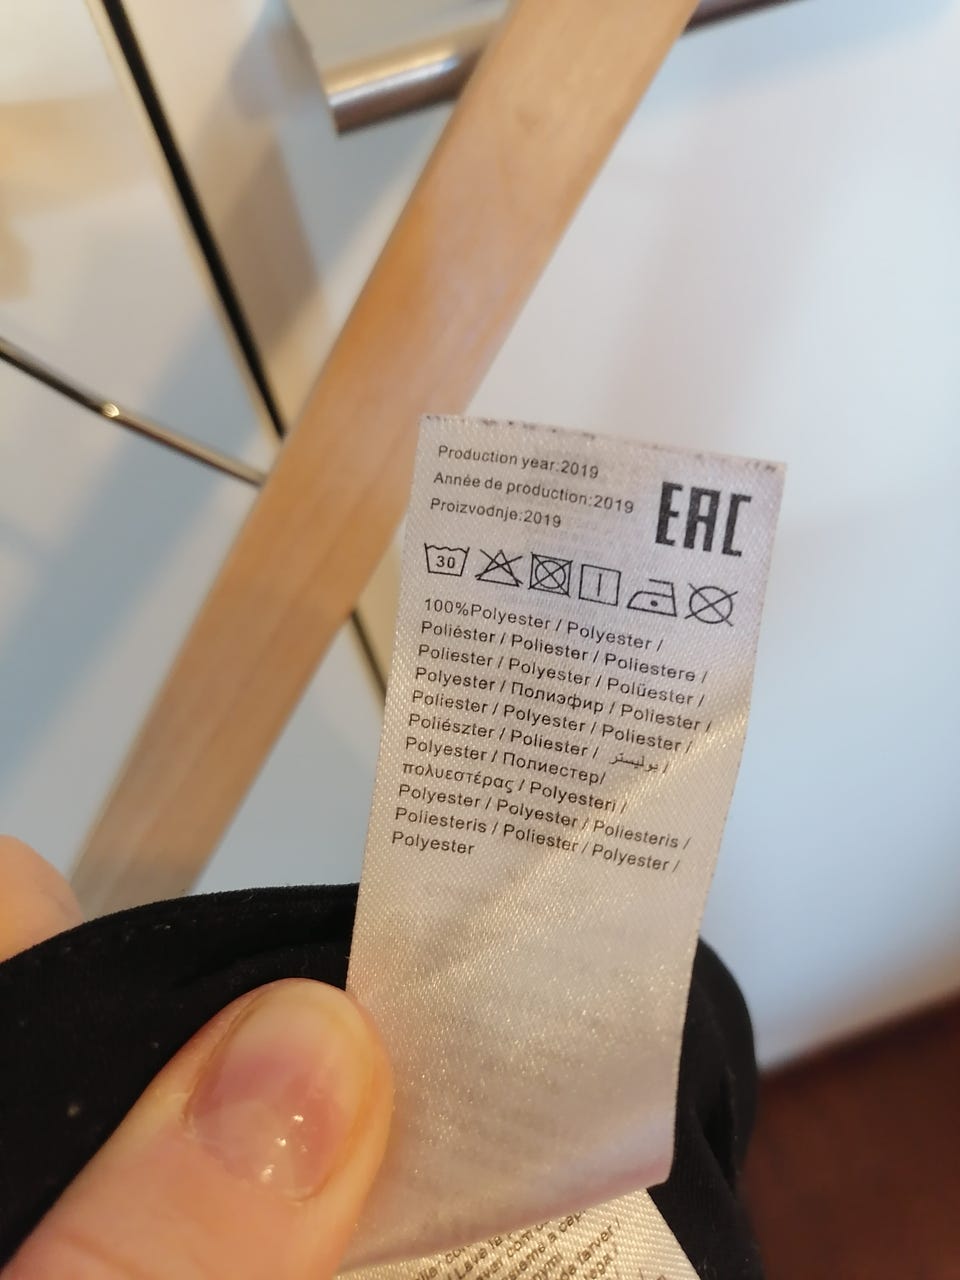 Production year:2019
Année de production:2019
Proizvodnje:2019
EAC
30
100%Polyester / Polyester /
Poliéster / Poliester / Poliestere /
Poliester / Polyester / Polüester /
Polyester / Полиэфир / Poliester /
Poliester / Polyester / Poliester /
Poliészter / Poliester / بوليستر /
Polyester / Полиестер/
πολυεστέρας / Polyesteri /
Polyester / Polyester / Poliesteris /
Poliesteris / Poliester / Polyester /
Polyester